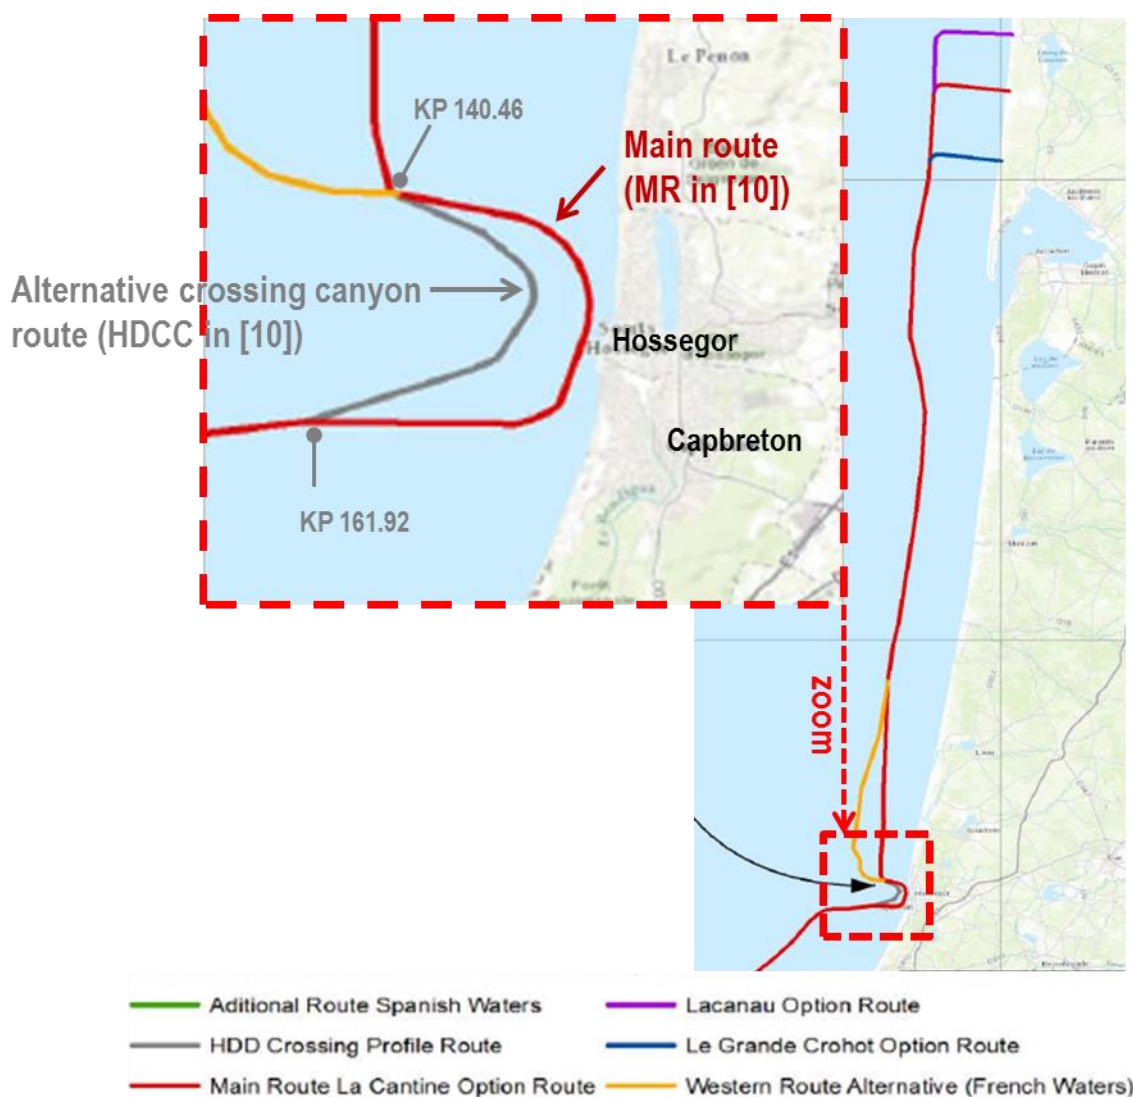 Le Penon
KP 140.46
Main route
(MR in [10])
Alternative crossing canyon
route (HDCC in [10])
Hossegor
Capbreton
KP 161.92
zoom
Aditional Route Spanish Waters
HDD Crossing Profile Route
Main Route La Cantine Option Route
Lacanau Option Route
Le Grande Crohot Option Route
Western Route Alternative (French Waters)